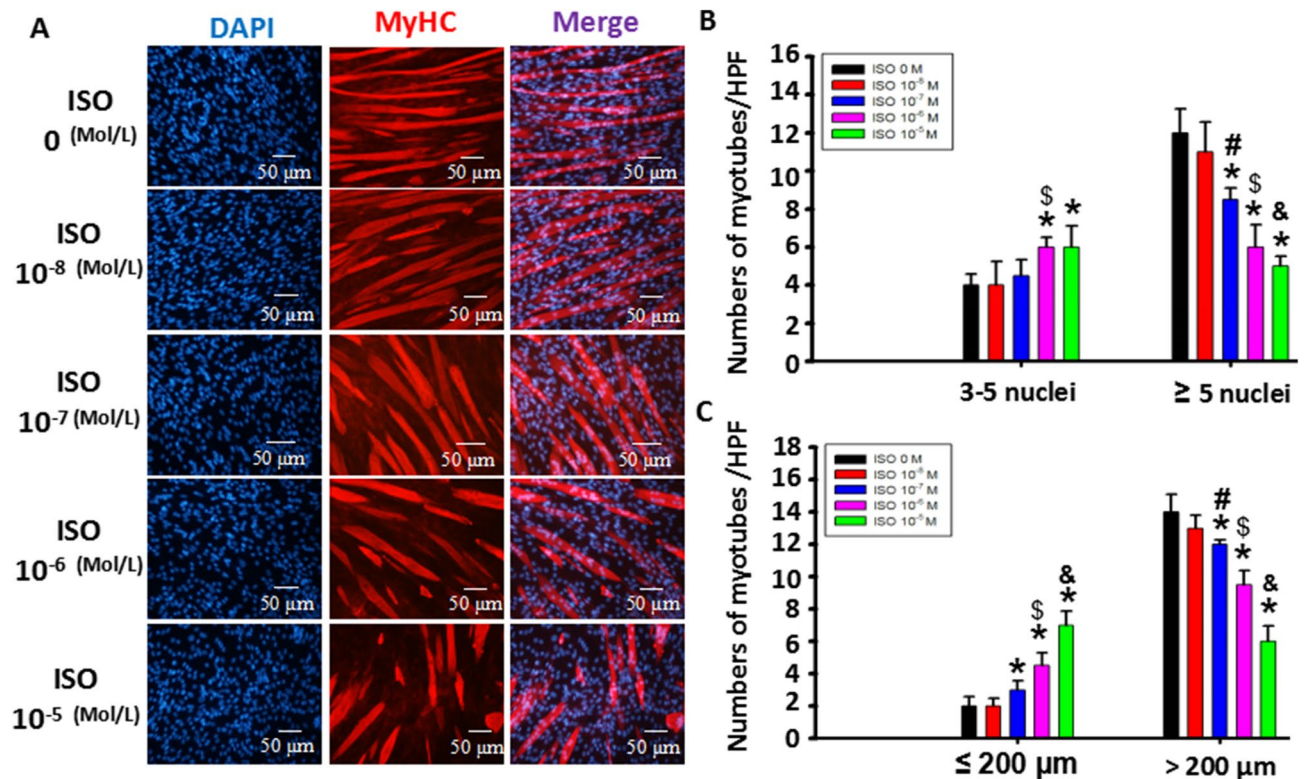 A
DAPI
MyHC
Merge
ISO
0 (Mol/L)
50 µm
50 µm
50 µm
ISO
10⁻⁸ (Mol/L)
50 µm
50 µm
50 µm
ISO
10⁻⁷ (Mol/L)
50 µm
50 µm
50 µm
ISO
10⁻⁶ (Mol/L)
50 µm
50 µm
50 µm
ISO
10⁻⁵ (Mol/L)
50 µm
50 µm
50 µm
B
Numbers of myotubes/HPF
16
14
12
10
8
6
4
2
0
ISO 0 M
ISO 10⁻⁸ M
ISO 10⁻⁷ M
ISO 10⁻⁶ M
ISO 10⁻⁵ M
$
*
*
#
*
$
*
&
*
3-5 nuclei
≥ 5 nuclei
C
Numbers of myotubes /HPF
18
16
14
12
10
8
6
4
2
0
ISO 0 M
ISO 10⁻⁸ M
ISO 10⁻⁷ M
ISO 10⁻⁶ M
ISO 10⁻⁵ M
*
$
*
&
*
#
*
$
*
&
*
≤ 200 µm
> 200 µm